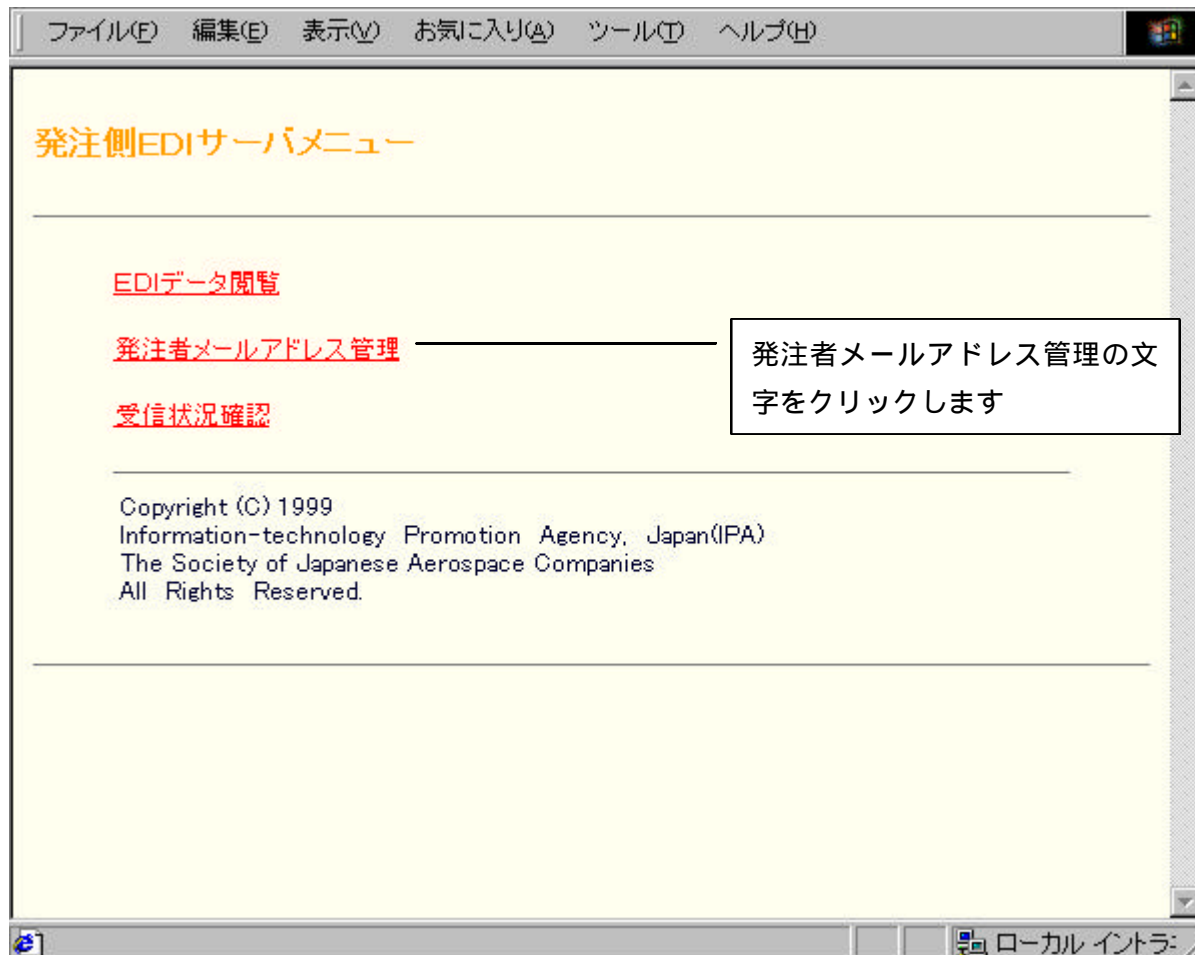 ファイル(F) 編集(E) 表示(V) お気に入り(A) ツール(T) ヘルプ(H)
発注側EDIサーバメニュー
EDIデータ閲覧
発注者メールアドレス管理
発注者メールアドレス管理の文
字をクリックします
受信状況確認
Copyright (C) 1999
Information-technology Promotion Agency, Japan(IPA)
The Society of Japanese Aerospace Companies
All Rights Reserved.
ローカル イントラ